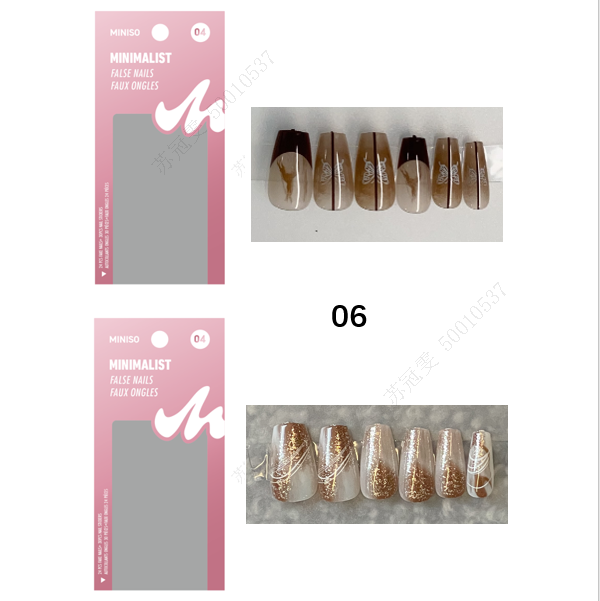 MINISO
04
MINIMALIST
FALSE NAILS
FAUX ONGLES
苏冠雯 50010537
06
苏冠雯 50010537
MINISO
04
MINIMALIST
FALSE NAILS
FAUX ONGLES